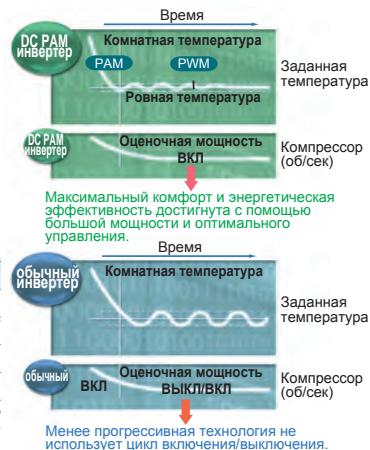 Время
DC PAM
инвертер
Комнатная температура
PAM
PWM
Ровная температура
Заданная
температура
DC PAM
инвертер
Оценочная мощность
ВКЛ
Компрессор
(об/сек)
Максимальный комфорт и энергетическая
эффективность достигнута с помощью
большой мощности и оптимального
управления.
Время
обычный
инвертер
Комнатная температура
Заданная
температура
обычный
ВКЛ
Оценочная мощность
ВЫКЛ/ВКЛ
Компрессор
(об/сек)
Менее прогрессивная технология не
использует цикл включения/выключения.